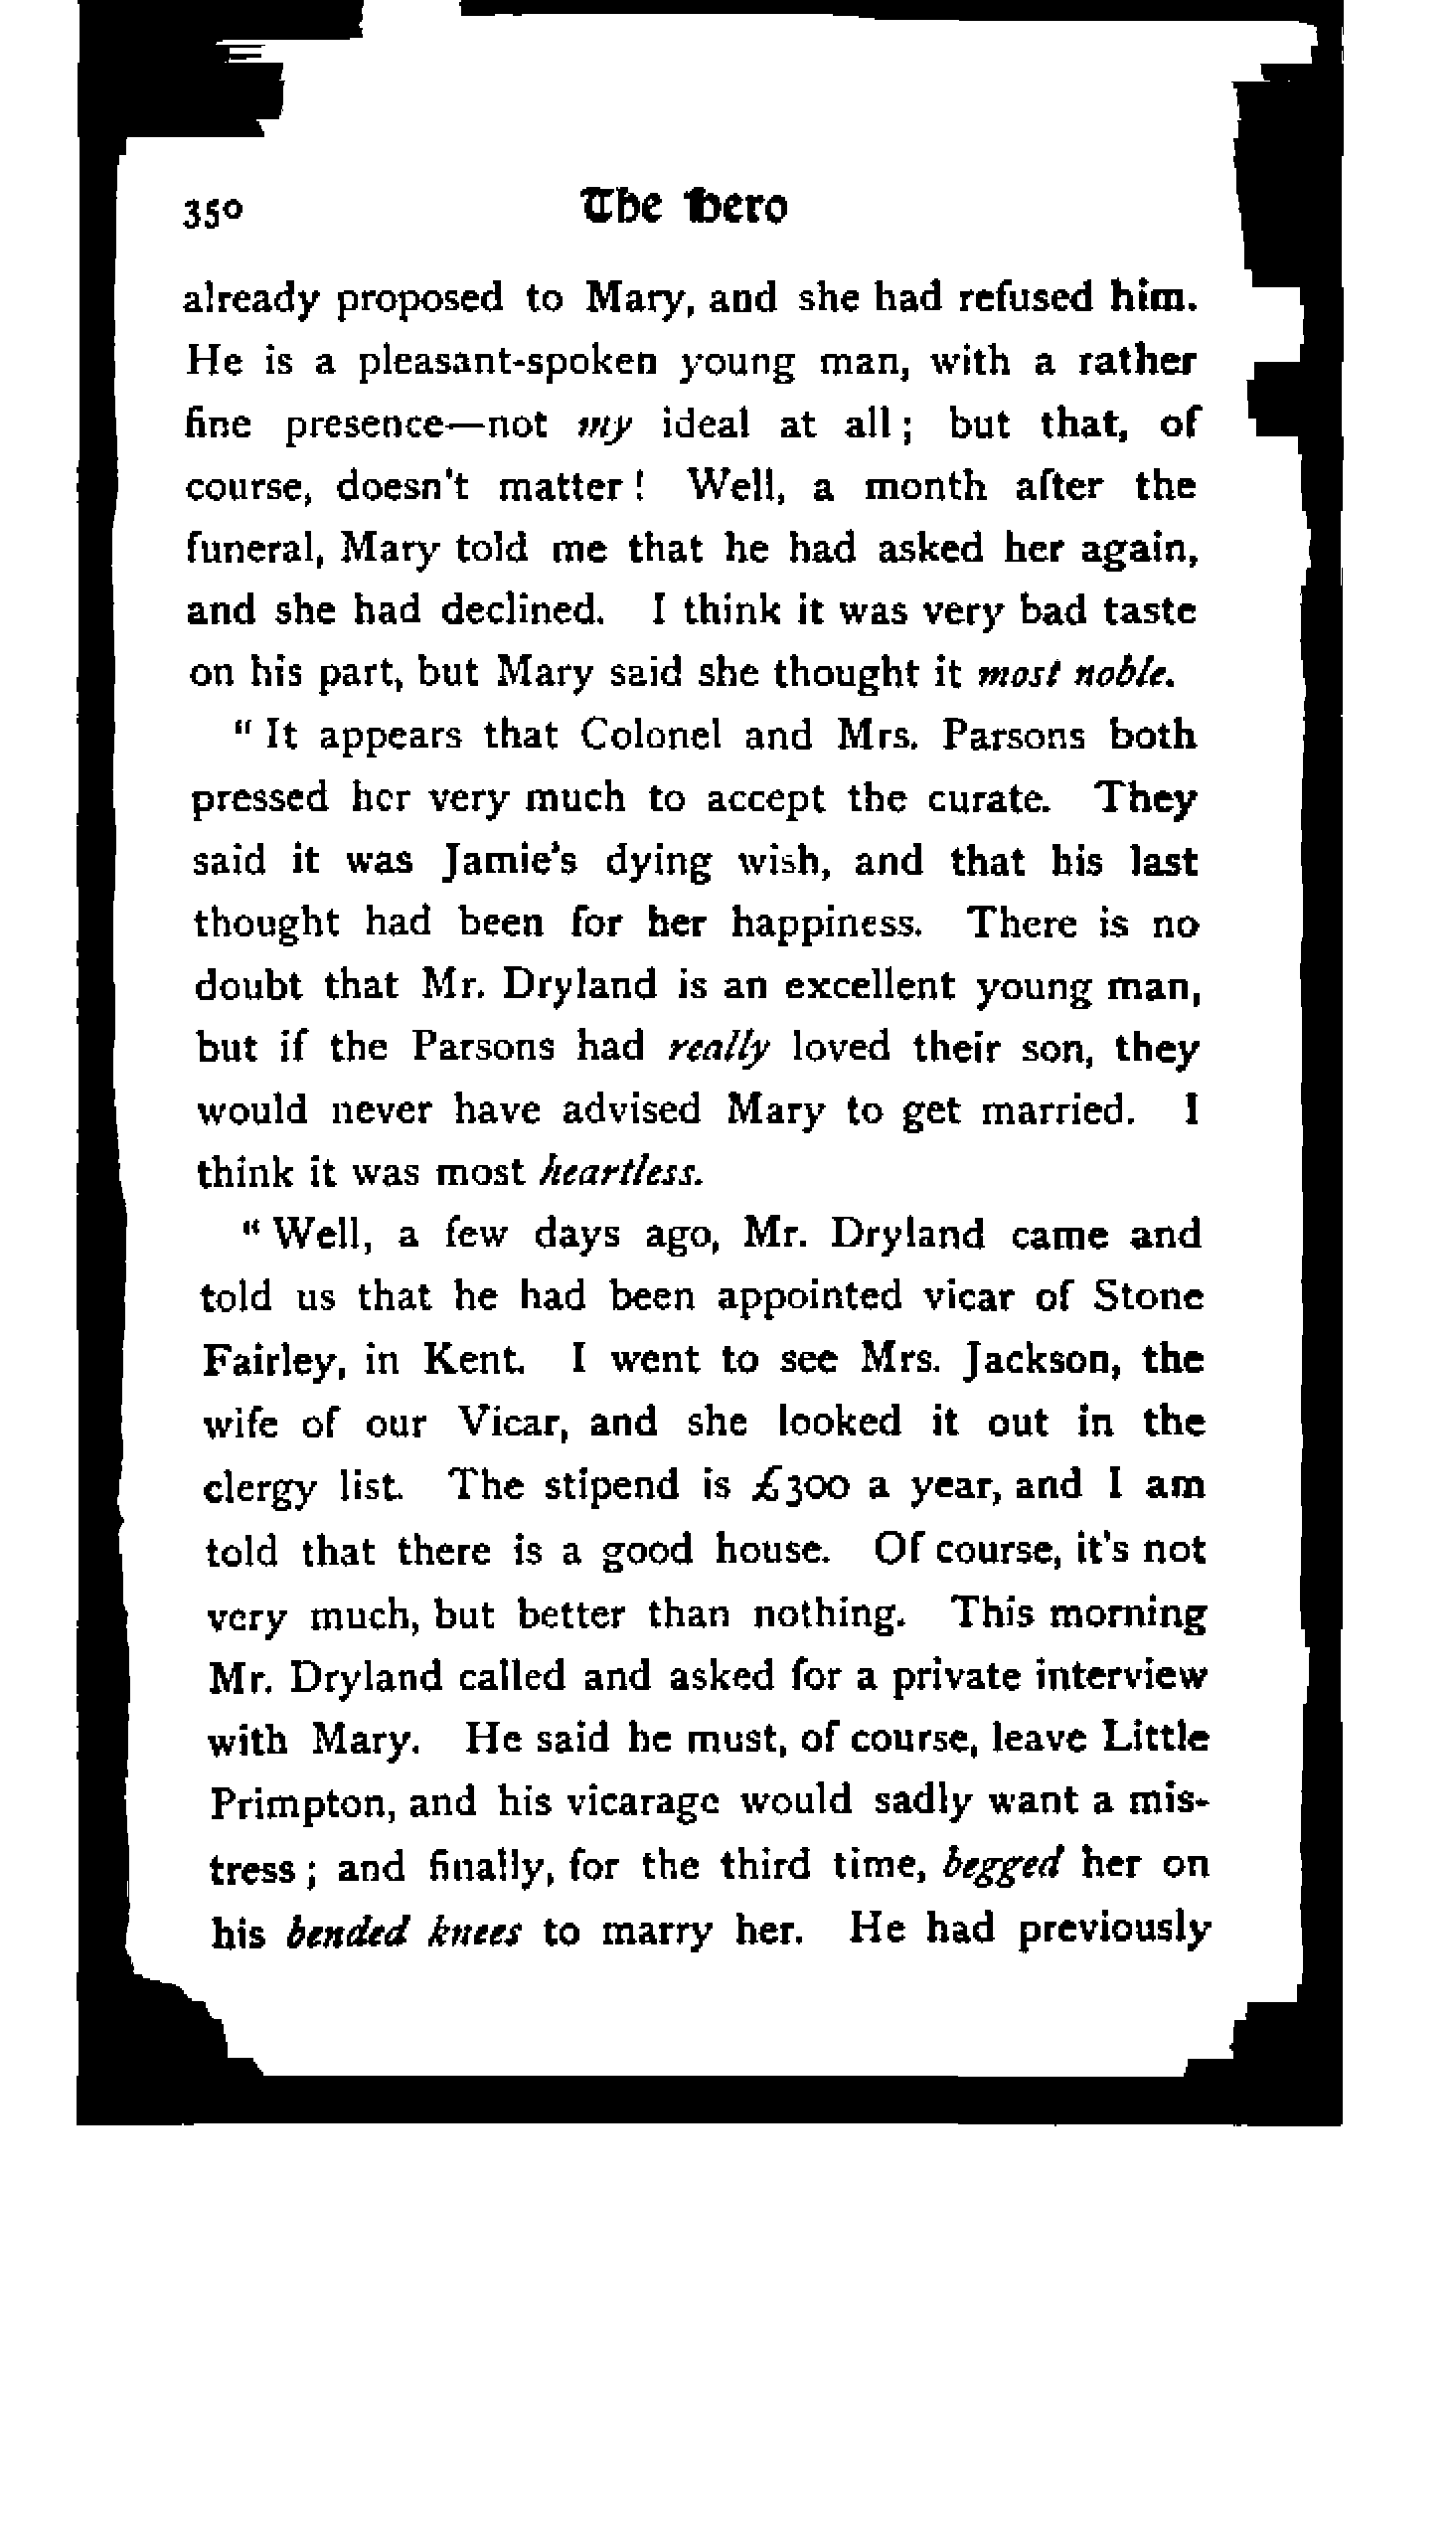 350 The Hero
already proposed to Mary, and she had refused him.
He is a pleasant-spoken young man, with a rather
fine presence—not my ideal at all; but that, of
course, doesn't matter! Well, a month after the
funeral, Mary told me that he had asked her again,
and she had declined. I think it was very bad taste
on his part, but Mary said she thought it most noble.
"It appears that Colonel and Mrs. Parsons both
pressed her very much to accept the curate. They
said it was Jamie's dying wish, and that his last
thought had been for her happiness. There is no
doubt that Mr. Dryland is an excellent young man,
but if the Parsons had really loved their son, they
would never have advised Mary to get married. I
think it was most heartless.
"Well, a few days ago, Mr. Dryland came and
told us that he had been appointed vicar of Stone
Fairley, in Kent. I went to see Mrs. Jackson, the
wife of our Vicar, and she looked it out in the
clergy list. The stipend is £300 a year, and I am
told that there is a good house. Of course, it's not
very much, but better than nothing. This morning
Mr. Dryland called and asked for a private interview
with Mary. He said he must, of course, leave Little
Primpton, and his vicarage would sadly want a mis-
tress; and finally, for the third time, begged her on
his bended knees to marry her. He had previously